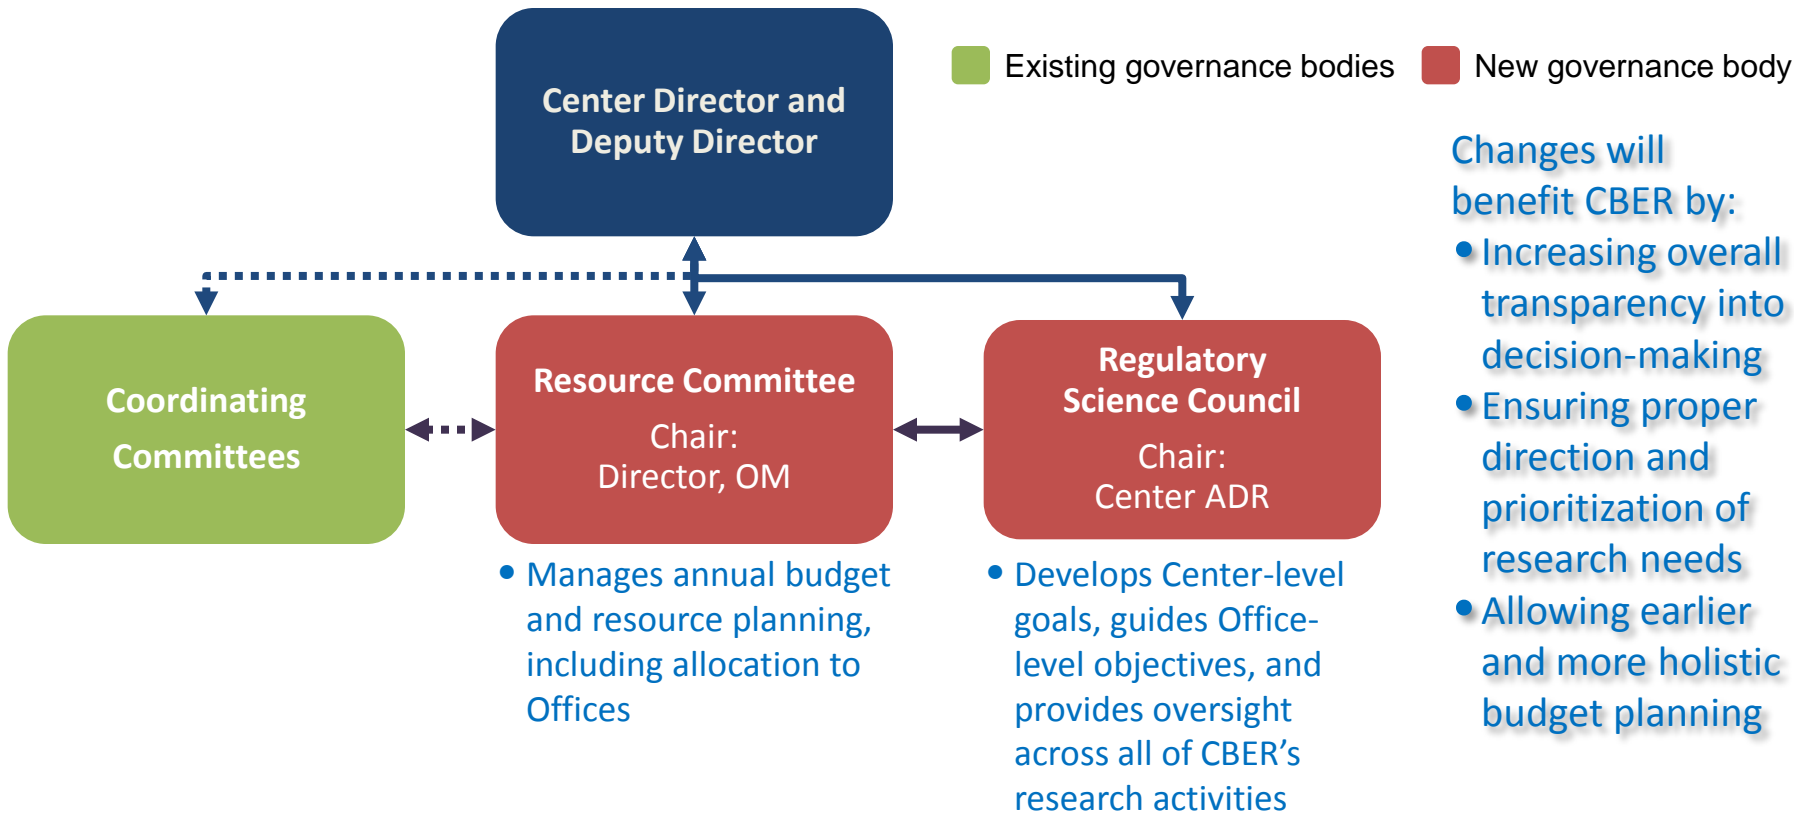 Center Director and
Deputy Director
Existing governance bodies
New governance body
Coordinating
Committees
Resource Committee
Chair:
Director, OM
Regulatory
Science Council
Chair:
Center ADR
• Manages annual budget
and resource planning,
including allocation to
Offices
• Develops Center-level
goals, guides Office-
level objectives, and
provides oversight
across all of CBER’s
research activities
Changes will
benefit CBER by:
• Increasing overall
transparency into
decision-making
• Ensuring proper
direction and
prioritization of
research needs
• Allowing earlier
and more holistic
budget planning